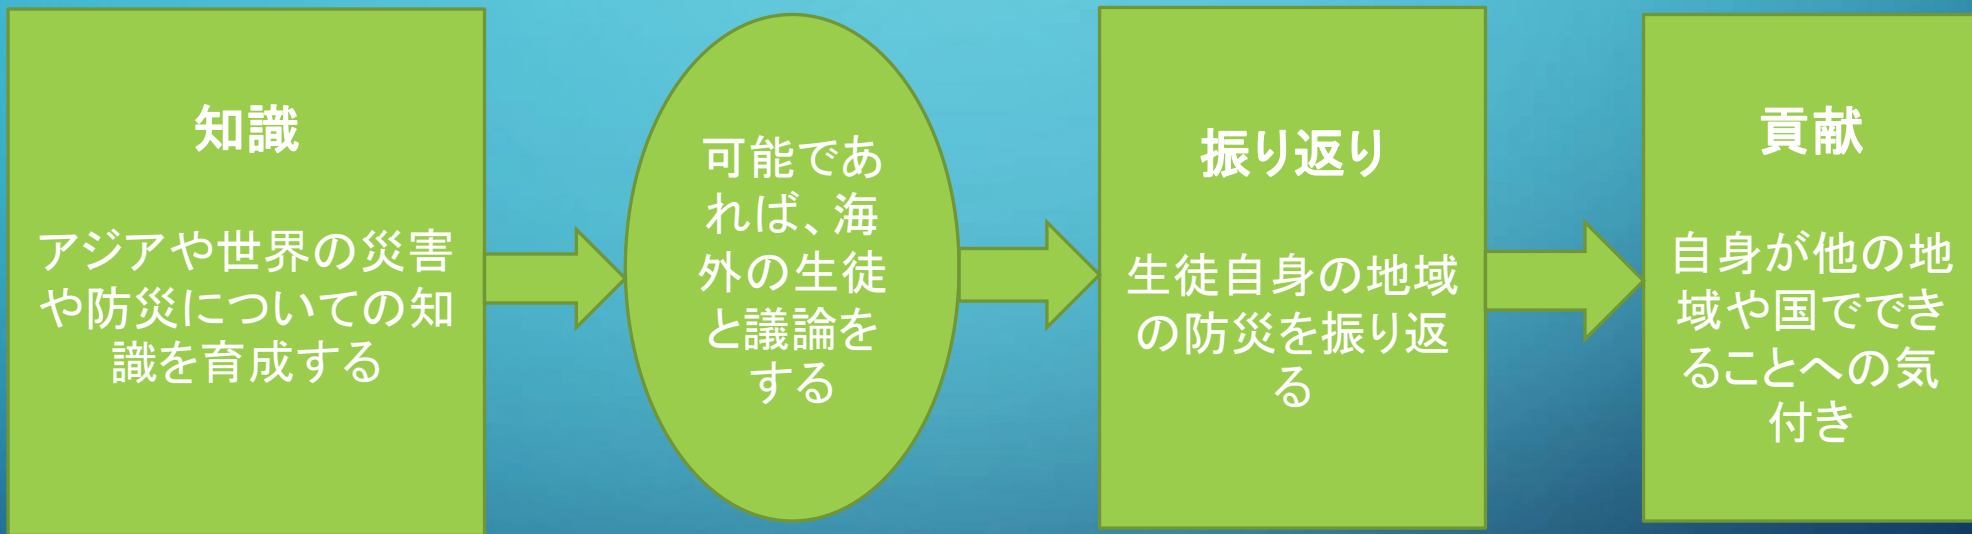 知識
アジアや世界の災害
や防災についての知
識を育成する
可能であ
れば、海
外の生徒
と議論を
する
振り返り
生徒自身の地域
の防災を振り返
る
貢献
自身が他の地
域や国ででき
ることへの気
付き